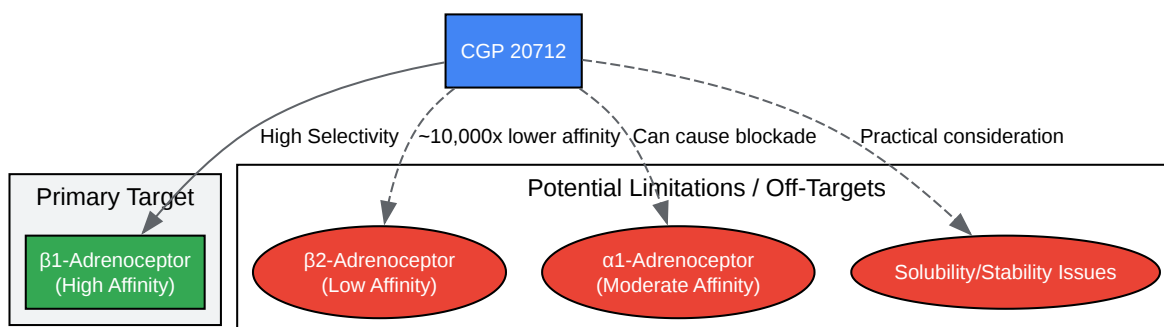 CGP 20712
High Selectivity
~10,000x lower affinity
Can cause blockade
Practical consideration
Primary Target
Potential Limitations / Off-Targets
β1-Adrenoceptor
(High Affinity)
β2-Adrenoceptor
(Low Affinity)
α1-Adrenoceptor
(Moderate Affinity)
Solubility/Stability Issues